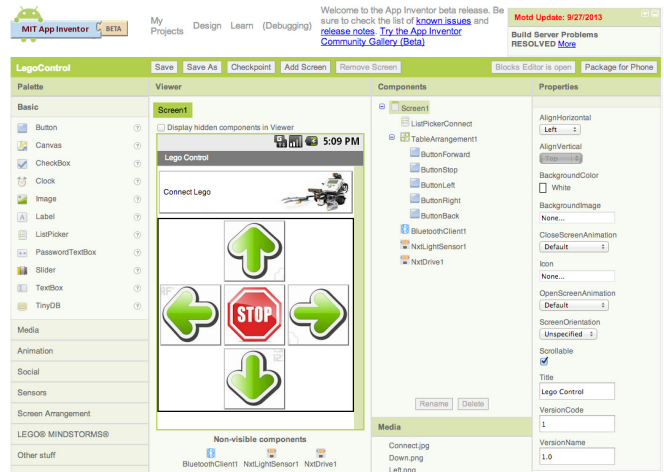 MIT App Inventor BETA
My Projects Design Learn (Debugging)
Welcome to the App Inventor beta release. Be
sure to check the list of known issues and
release notes. Try the App Inventor
Community Gallery (Beta)
Motd Update: 9/27/2013
Build Server Problems
RESOLVED More
LegoControl
Save Save As Checkpoint Add Screen Remove Screen
Blocks Editor is open Package for Phone
Palette
Basic
Button
Canvas
CheckBox
Clock
Image
Label
ListPicker
PasswordTextBox
Slider
TextBox
TinyDB
Media
Animation
Social
Sensors
Screen Arrangement
LEGO® MINDSTORMS®
Other stuff
Viewer
Screen1
Display hidden components in Viewer
5:09 PM
Lego Control
Connect Lego
STOP
Non-visible components
BluetoothClient1 NxtLightSensor1 NxtDrive1
Components
Screen1
ListPickerConnect
TableArrangement1
ButtonForward
ButtonStop
ButtonLeft
ButtonRight
ButtonBack
BluetoothClient1
NxtLightSensor1
NxtDrive1
Rename Delete
Media
Connect.jpg
Down.png
Left.png
Properties
AlignHorizontal
Left
AlignVertical
Top
BackgroundColor
White
BackgroundImage
None...
CloseScreenAnimation
Default
Icon
None...
OpenScreenAnimation
Default
ScreenOrientation
Unspecified
Scrollable
Title
Lego Control
VersionCode
1
VersionName
1.0